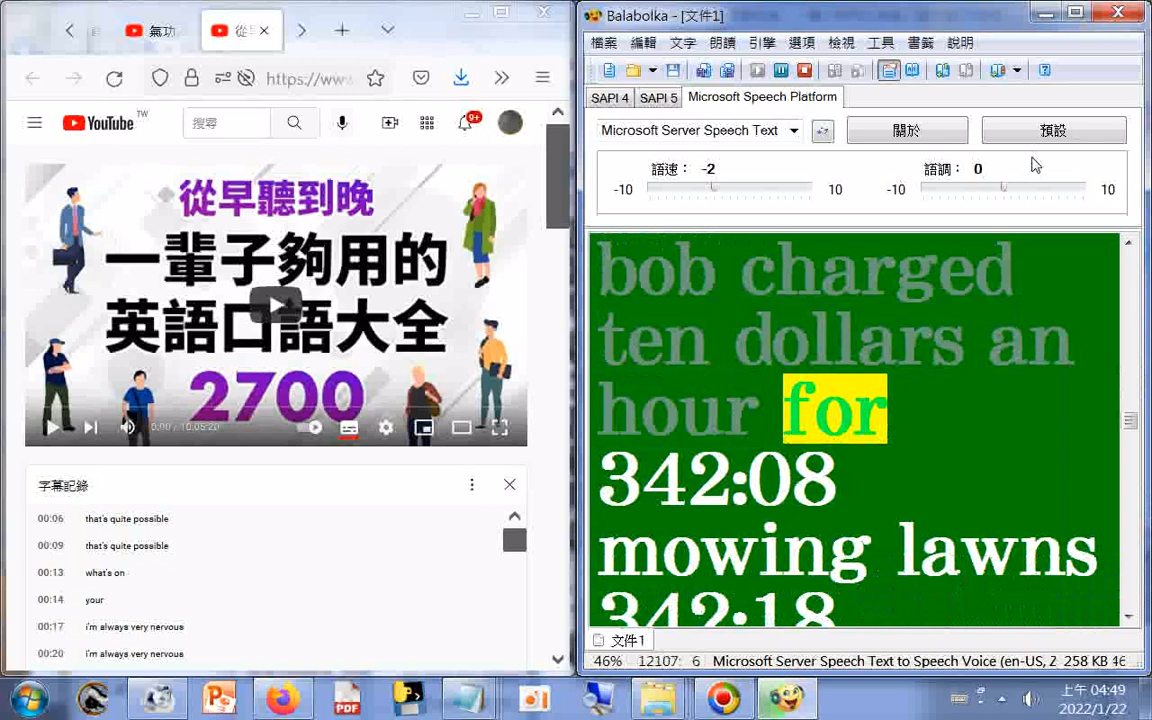 氣功
從
https://www
YouTube TW
搜尋
9+
從早聽到晚
一輩子夠用的
英語口語大全
2700
0:00 / 10:05:20
字幕記錄
00:06 that's quite possible
00:09 that's quite possible
00:13 what's on
00:14 your
00:17 i'm always very nervous
00:20 i'm always very nervous
Balabolka - [文件1]
檔案 編輯 文字 朗讀 引擎 選項 檢視 工具 書籤 說明
SAPI 4 SAPI 5 Microsoft Speech Platform
Microsoft Server Speech Text 關於 預設
語速： -2 語調： 0
-10 10 -10 10
bob charged
ten dollars an
hour for
342:08
mowing lawns
342:18
文件1
46% 12107: 6 Microsoft Server Speech Text to Speech Voice (en-US, Z 258 KB 46
PDF
上午 04:49
2022/1/22